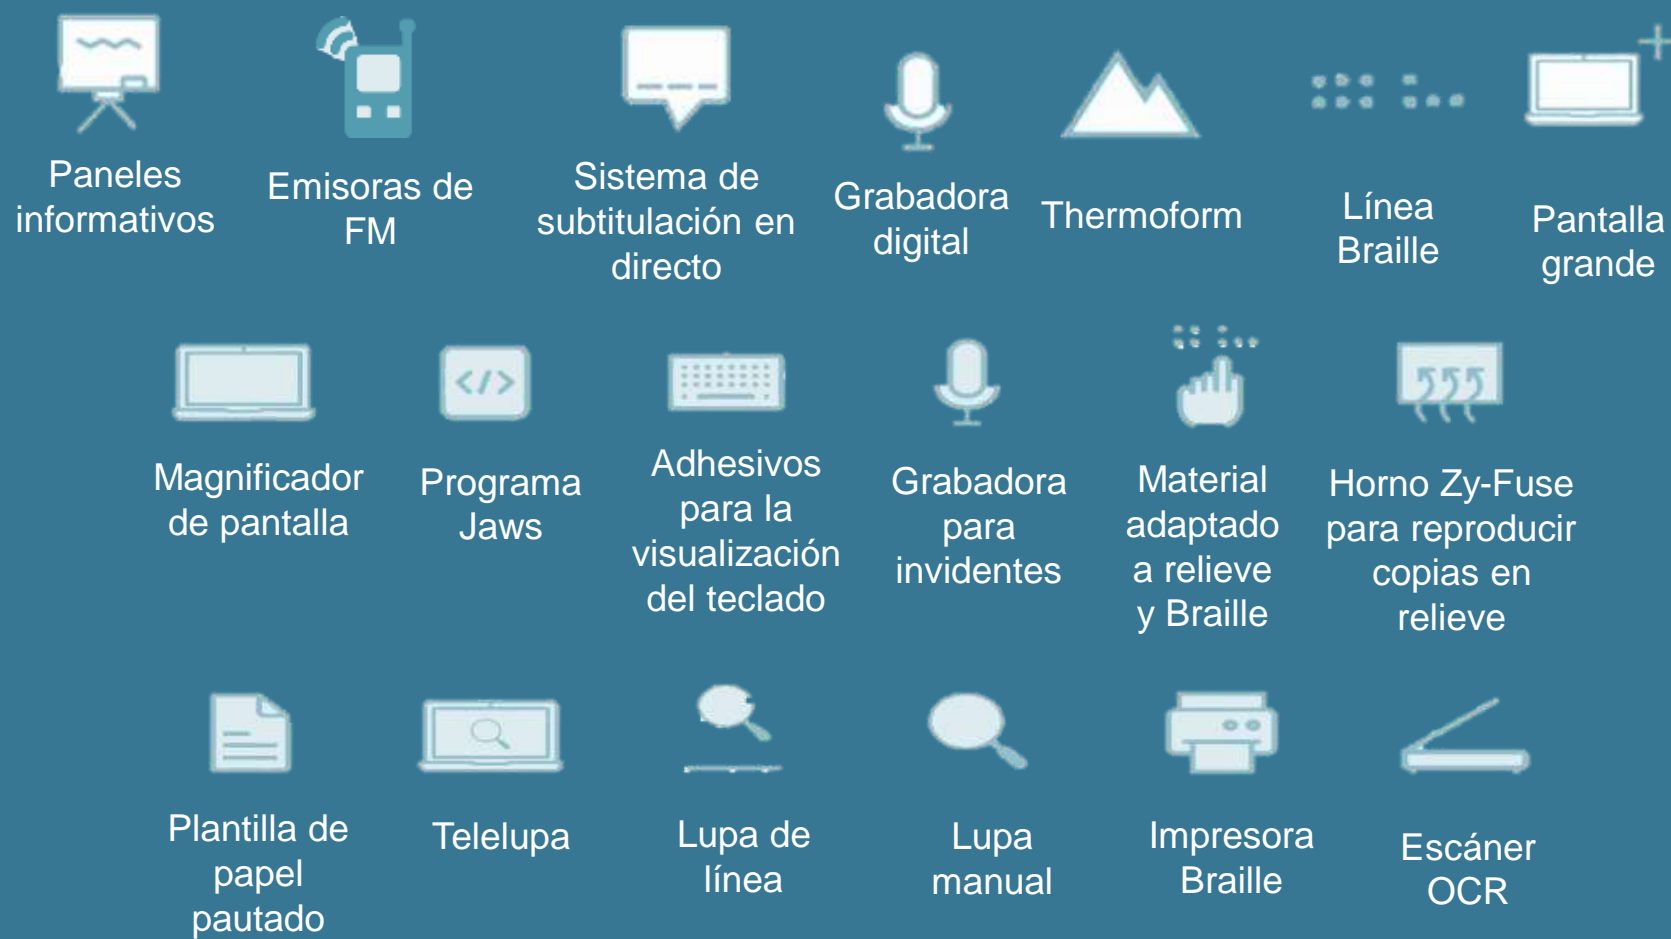 Paneles
informativos
Emisoras de
FM
Sistema de
subtitulación en
directo
Grabadora
digital
Thermoform
Línea
Braille
Pantalla
grande
Magnificador
de pantalla
Programa
Jaws
Adhesivos
para la
visualización
del teclado
Grabadora
para
invidentes
Material
adaptado
a relieve
y Braille
Horno Zy-Fuse
para reproducir
copias en
relieve
Plantilla de
papel
pautado
Telelupa
Lupa de
línea
Lupa
manual
Impresora
Braille
Escáner
OCR